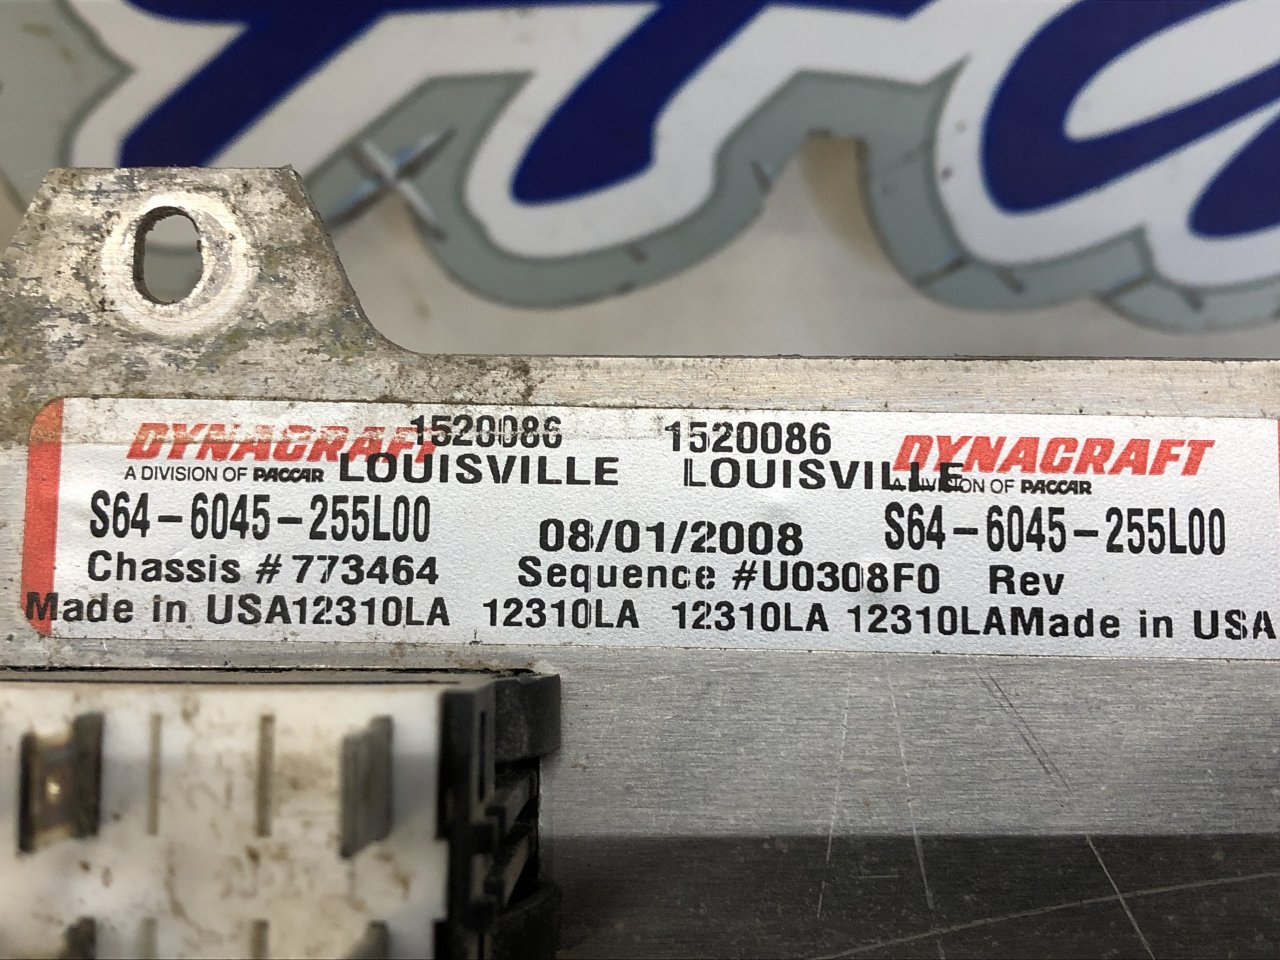 DYNACRAFT 1520086 1520086 DYNACRAFT
A DIVISION OF PACCAR LOUISVILLE LOUISVILLE A DIVISION OF PACCAR
S64-6045-255L00 08/01/2008 S64-6045-255L00
Chassis # 773464 Sequence #U0308F0 Rev
Made in USA12310LA 12310LA 12310LA 12310LAMade in USA